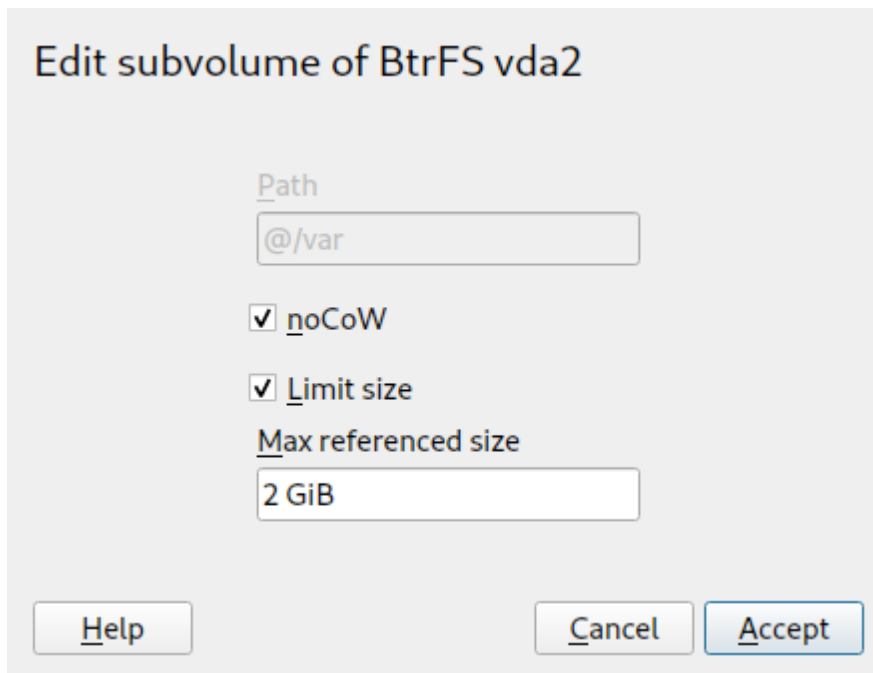 Edit subvolume of BtrFS vda2
Path
@/var
noCoW
Limit size
Max referenced size
2 GiB
Help Cancel Accept